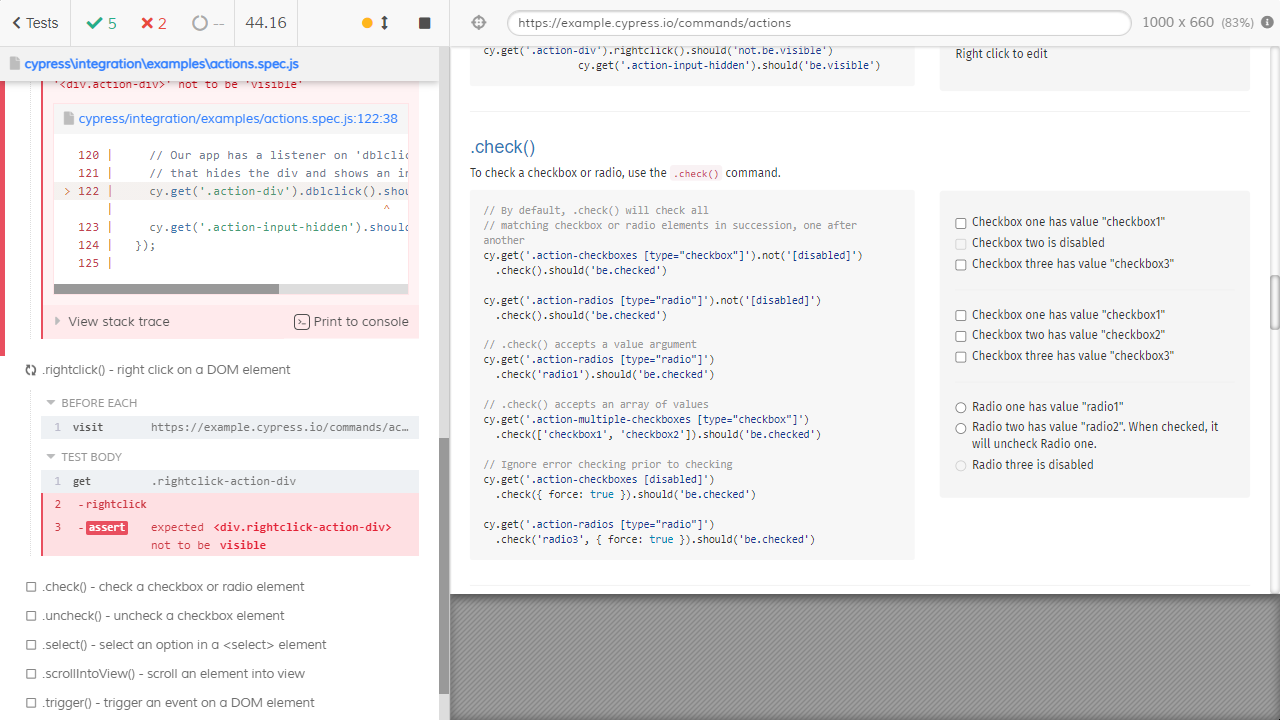 Tests
5
2
--
44.16
https://example.cypress.io/commands/actions
1000 x 660 (83%)
cypress\integration\examples\actions.spec.js
'<div.action-div>' not to be 'visible'
cypress/integration/examples/actions.spec.js:122:38
120 |     // Our app has a listener on 'dblclic
121 |     // that hides the div and shows an in
> 122 |     cy.get('.action-div').dblclick().shou
|                                       ^
123 |     cy.get('.action-input-hidden').should
124 |   });
125 |
View stack trace
Print to console
.rightclick() - right click on a DOM element
BEFORE EACH
1 visit https://example.cypress.io/commands/ac...
TEST BODY
1 get .rightclick-action-div
2 -rightclick
3 -assert expected <div.rightclick-action-div>
not to be visible
.check() - check a checkbox or radio element
.uncheck() - uncheck a checkbox element
.select() - select an option in a <select> element
.scrollIntoView() - scroll an element into view
.trigger() - trigger an event on a DOM element
cy.get('.action-div').rightclick().should('not.be.visible')
cy.get('.action-input-hidden').should('be.visible')
Right click to edit
.check()
To check a checkbox or radio, use the .check() command.
// By default, .check() will check all
// matching checkbox or radio elements in succession, one after
another
cy.get('.action-checkboxes [type="checkbox"]').not('[disabled]')
.check().should('be.checked')
cy.get('.action-radios [type="radio"]').not('[disabled]')
.check().should('be.checked')
// .check() accepts a value argument
cy.get('.action-radios [type="radio"]')
.check('radio1').should('be.checked')
// .check() accepts an array of values
cy.get('.action-multiple-checkboxes [type="checkbox"]')
.check(['checkbox1', 'checkbox2']).should('be.checked')
// Ignore error checking prior to checking
cy.get('.action-checkboxes [disabled]')
.check({ force: true }).should('be.checked')
cy.get('.action-radios [type="radio"]')
.check('radio3', { force: true }).should('be.checked')
Checkbox one has value "checkbox1"
Checkbox two is disabled
Checkbox three has value "checkbox3"
Checkbox one has value "checkbox1"
Checkbox two has value "checkbox2"
Checkbox three has value "checkbox3"
Radio one has value "radio1"
Radio two has value "radio2". When checked, it
will uncheck Radio one.
Radio three is disabled